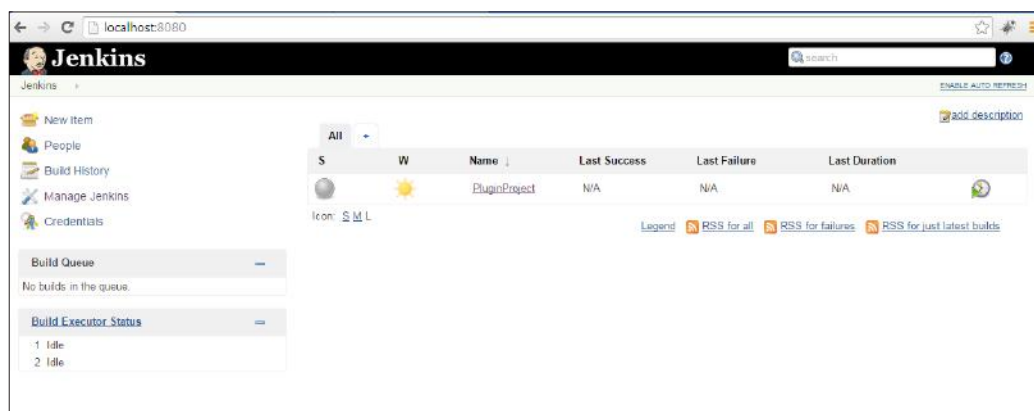 localhost:8080
Jenkins
search
Jenkins
ENABLE AUTO REFRESH
New Item
People
Build History
Manage Jenkins
Credentials
Build Queue
No builds in the queue.
Build Executor Status
1 Idle
2 Idle
add description
All +
S W Name ↓ Last Success Last Failure Last Duration
PluginProject N/A N/A N/A
Icon: S M L
Legend RSS for all RSS for failures RSS for just latest builds